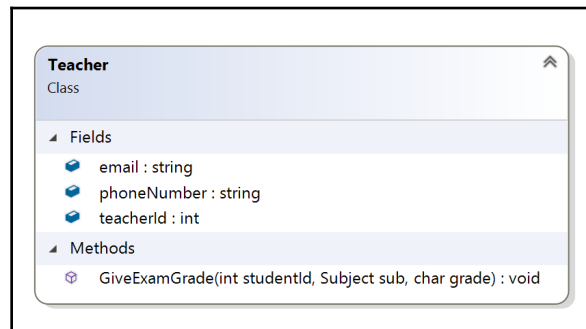 Teacher
Class
Fields
email : string
phoneNumber : string
teacherId : int
Methods
GiveExamGrade(int studentId, Subject sub, char grade) : void